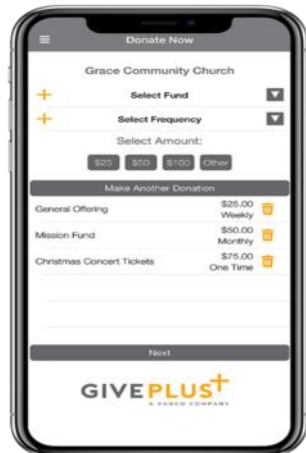 Donate Now
Grace Community Church
Select Fund
Select Frequency
Select Amount:
$25 $50 $100 Other
Make Another Donation
General Offering $25.00
Weekly
Mission Fund $50.00
Monthly
Christmas Concert Tickets $75.00
One Time
Next
GIVEPLUS+
A VANCO COMPANY